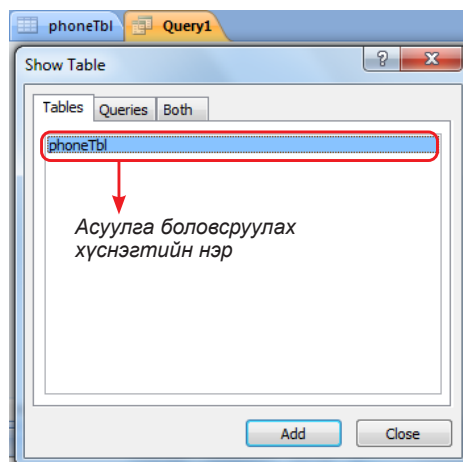 phoneTbl Query1
Show Table ? X
Tables Queries Both
phoneTbl
Асуулга боловсруулах
хүснэгтийн нэр
Add Close